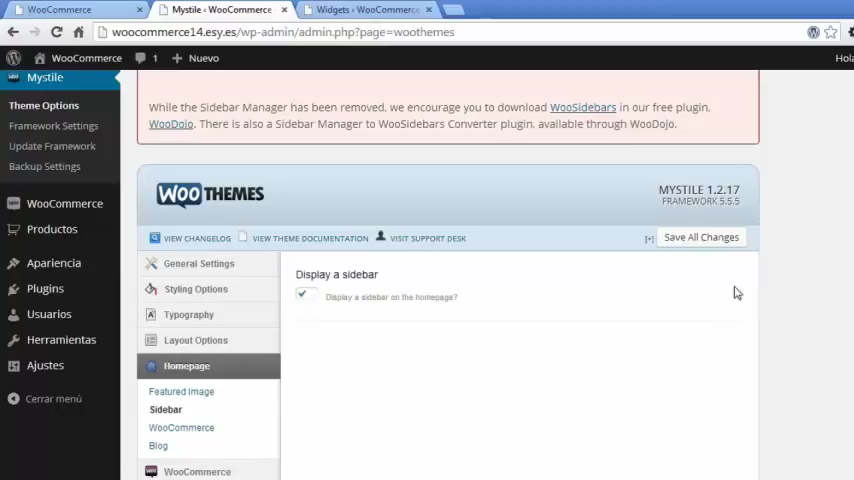 WooCommerce
Mystile ‹ WooCommerce
Widgets ‹ WooCommerce
woocommerce14.esy.es/wp-admin/admin.php?page=woothemes
WooCommerce 1 + Nuevo Hola
Mystile
Theme Options
Framework Settings
Update Framework
Backup Settings
WooCommerce
Productos
Apariencia
Plugins
Usuarios
Herramientas
Ajustes
Cerrar menú
While the Sidebar Manager has been removed, we encourage you to download WooSidebars in our free plugin,
WooDojo. There is also a Sidebar Manager to WooSidebars Converter plugin, available through WooDojo.
WOOTHEMES
MYSTILE 1.2.17
FRAMEWORK 5.5.5
VIEW CHANGELOG VIEW THEME DOCUMENTATION VISIT SUPPORT DESK [+] Save All Changes
General Settings
Styling Options
Typography
Layout Options
Homepage
Featured image
Sidebar
WooCommerce
Blog
WooCommerce
Display a sidebar
Display a sidebar on the homepage?